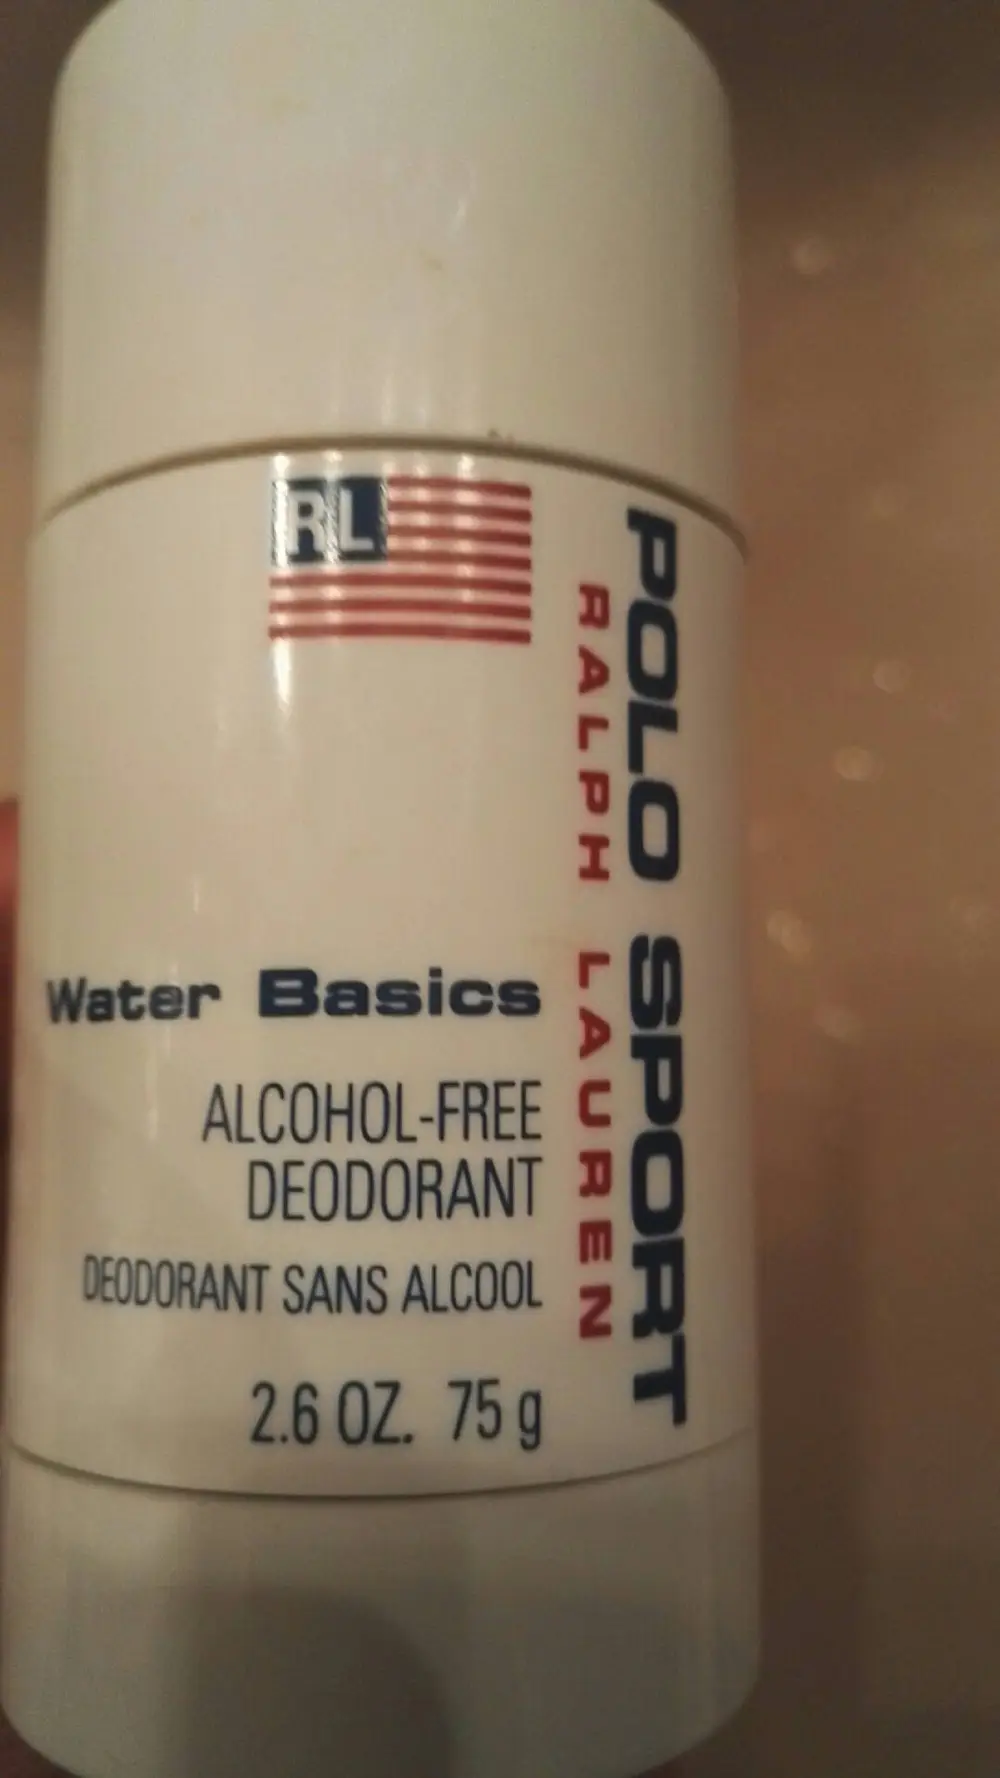 RL
POLO SPORT
RALPH LAUREN
Water Basics
ALCOHOL-FREE
DEODORANT
DEODORANT SANS ALCOOL
2.6 OZ. 75 g